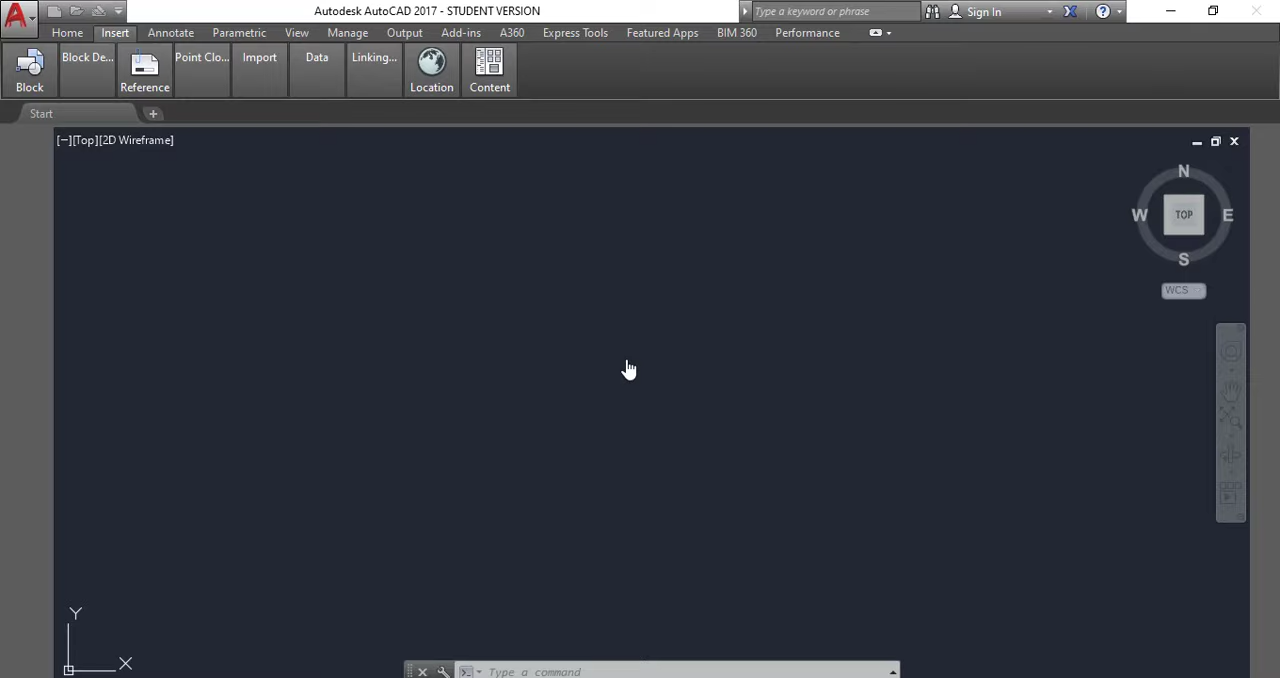 Autodesk AutoCAD 2017 - STUDENT VERSION
Type a keyword or phrase
Sign In
Home Insert Annotate Parametric View Manage Output Add-ins A360 Express Tools Featured Apps BIM 360 Performance
Block
Block De...
Reference
Point Clo...
Import
Data
Linking...
Location
Content
Start
[−][Top][2D Wireframe]
N
W TOP E
S
WCS
Y
X
Type a command